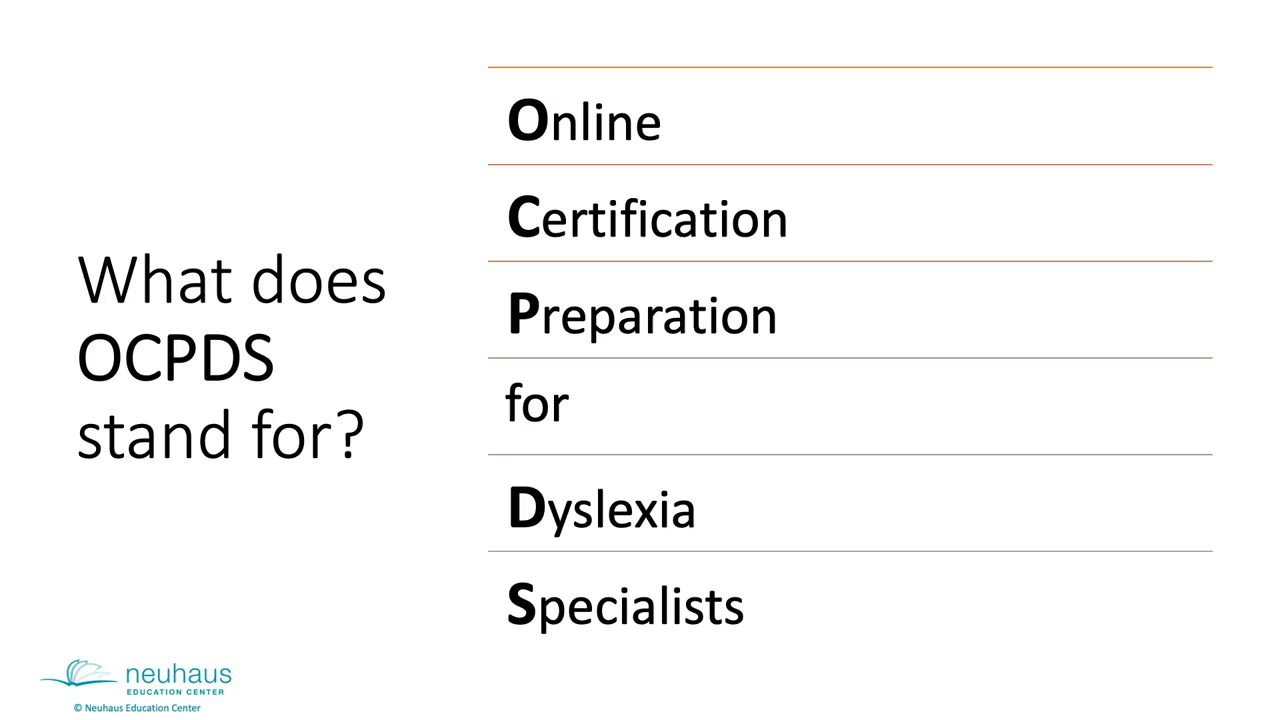 What does
OCPDS
stand for?
Online
Certification
Preparation
for
Dyslexia
Specialists
neuhaus
EDUCATION CENTER
© Neuhaus Education Center